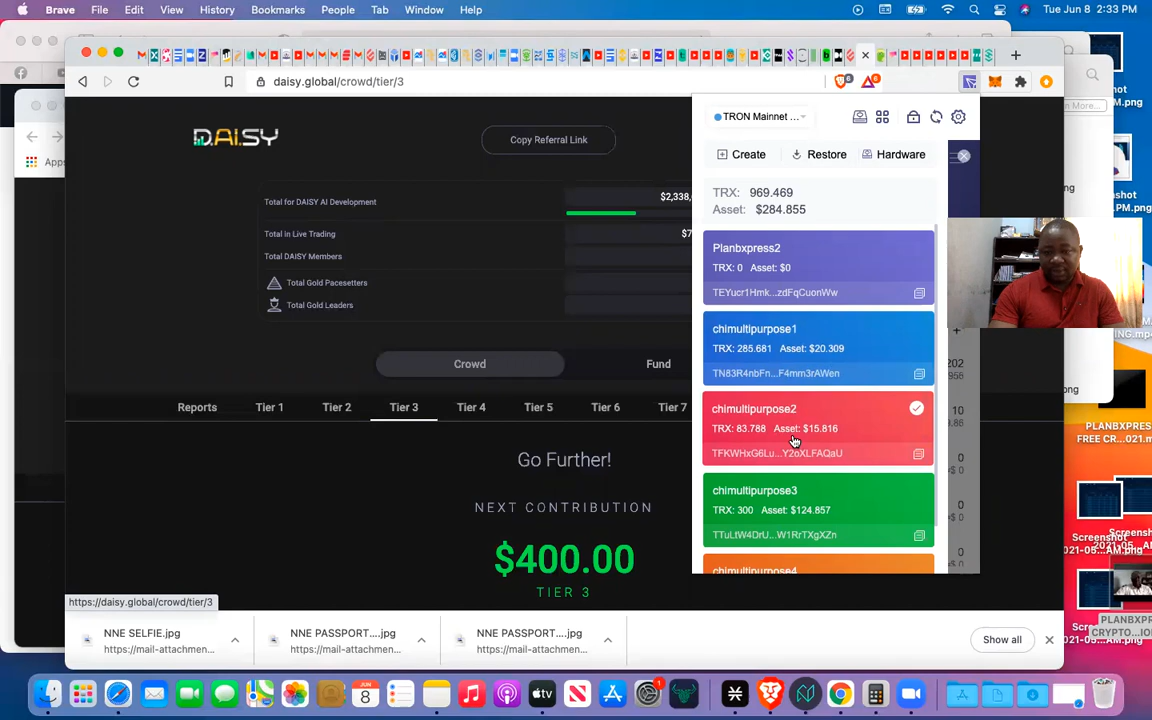 Brave File Edit View History Bookmarks People Tab Window Help
Tue Jun 8 2:33 PM
daisy.global/crowd/tier/3
DAISY
Copy Referral Link
Total for DAISY AI Development
$2,338,
Total in Live Trading
$7
Total DAISY Members
Total Gold Pacesetters
Total Gold Leaders
Crowd
Fund
Reports Tier 1 Tier 2 Tier 3 Tier 4 Tier 5 Tier 6 Tier 7
Go Further!
NEXT CONTRIBUTION
$400.00
TIER 3
https://daisy.global/crowd/tier/3
TRON Mainnet ...
Create Restore Hardware
TRX: 969.469
Asset: $284.855
Planbxpress2
TRX: 0 Asset: $0
TEYucr1Hmk...zdFqCuonWw
chimultipurpose1
TRX: 285.681 Asset: $20.309
TN83R4nbFn...F4mm3rAWen
chimultipurpose2
TRX: 83.788 Asset: $15.816
TFKWHxG6Lu...Y2oXLFAQaU
chimultipurpose3
TRX: 300 Asset: $124.857
TTuLtW4DrU...W1RrTXgXZn
chimultipurpose4
NNE SELFIE.jpg
https://mail-attachmen...
NNE PASSPORT....jpg
https://mail-attachmen...
NNE PASSPORT....jpg
https://mail-attachmen...
Show all
Apps